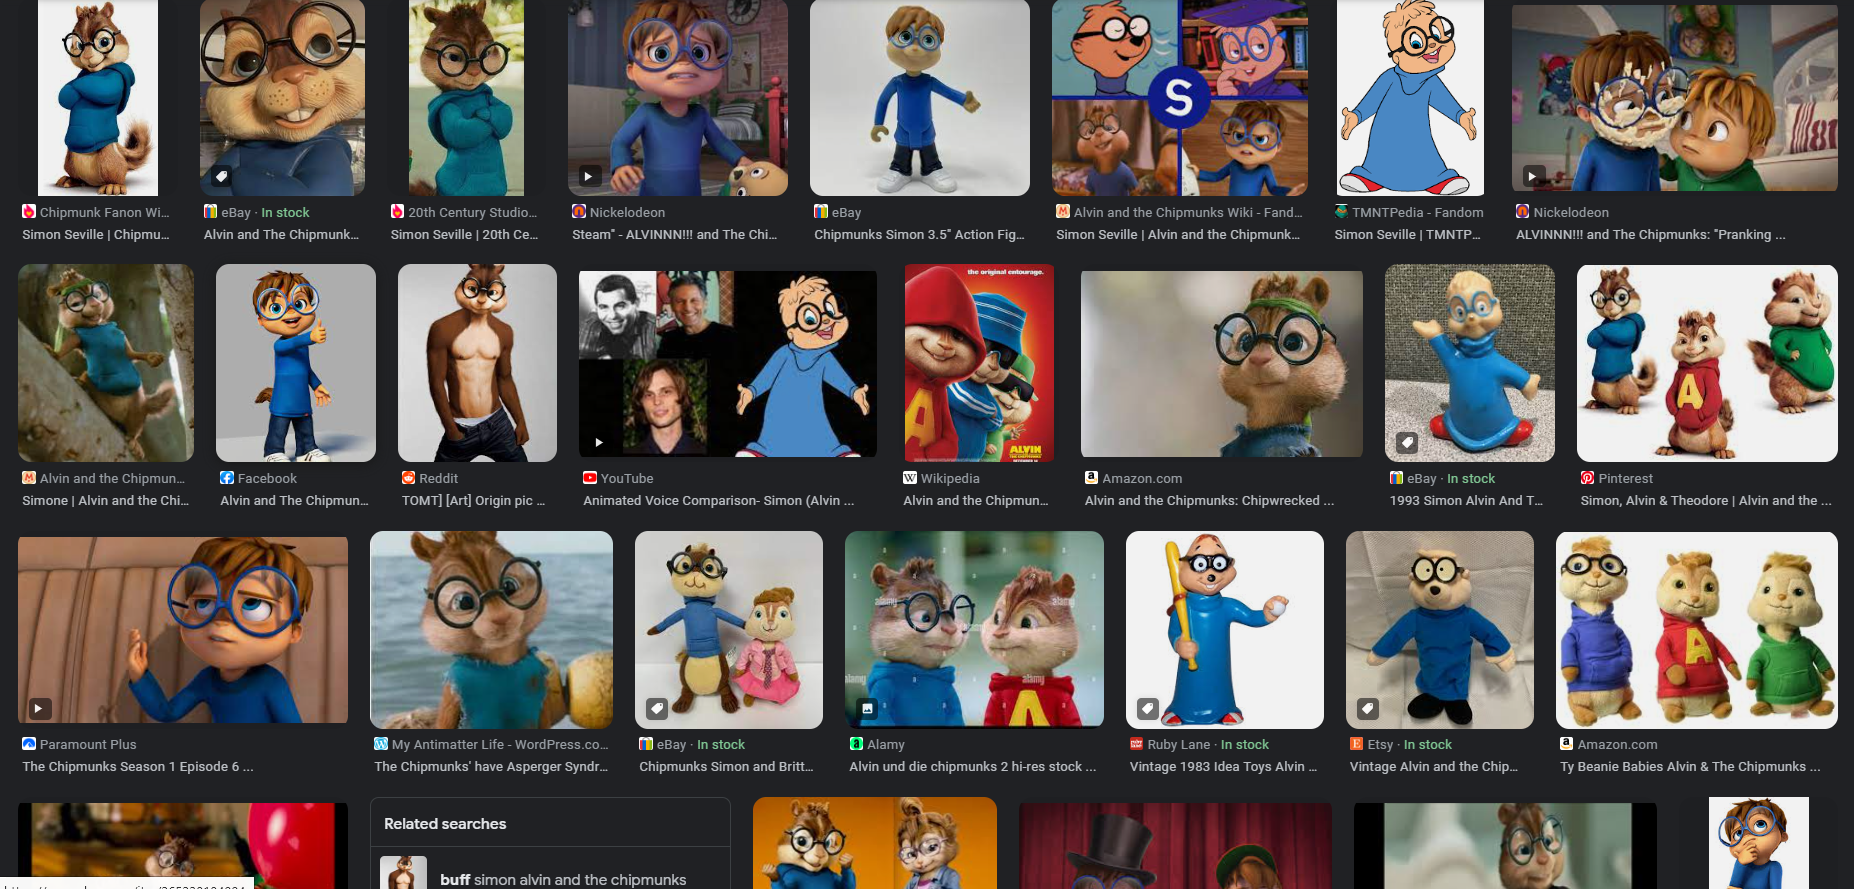 S
Chipmunk Fanon Wi...
eBay · In stock
20th Century Studio...
Nickelodeon
eBay
Alvin and the Chipmunks Wiki - Fand...
TMNTPedia - Fandom
Nickelodeon
Simon Seville | Chipmu...
Alvin and The Chipmunk...
Simon Seville | 20th Ce...
Steam" - ALVINNN!!! and The Chi...
Chipmunks Simon 3.5" Action Fig...
Simon Seville | Alvin and the Chipmunk...
Simon Seville | TMNTP...
ALVINNN!!! and The Chipmunks: "Pranking ...
the original entourage.
A
ALVIN
A
Alvin and the Chipmun...
Facebook
Reddit
YouTube
W Wikipedia
a Amazon.com
eBay · In stock
Pinterest
Simone | Alvin and the Chi...
Alvin and The Chipmun...
TOMT] [Art] Origin pic ...
Animated Voice Comparison- Simon (Alvin ...
Alvin and the Chipmun...
Alvin and the Chipmunks: Chipwrecked ...
1993 Simon Alvin And T...
Simon, Alvin & Theodore | Alvin and the ...
alamy
a
alamy
alamy
alamy
A
A
Paramount Plus
My Antimatter Life - WordPress.co...
eBay · In stock
a Alamy
Ruby Lane · In stock
E Etsy · In stock
a Amazon.com
The Chipmunks Season 1 Episode 6 ...
The Chipmunks' have Asperger Syndr...
Chipmunks Simon and Britt...
Alvin und die chipmunks 2 hi-res stock ...
Vintage 1983 Idea Toys Alvin ...
Vintage Alvin and the Chip...
Ty Beanie Babies Alvin & The Chipmunks ...
Related searches
buff simon alvin and the chipmunks